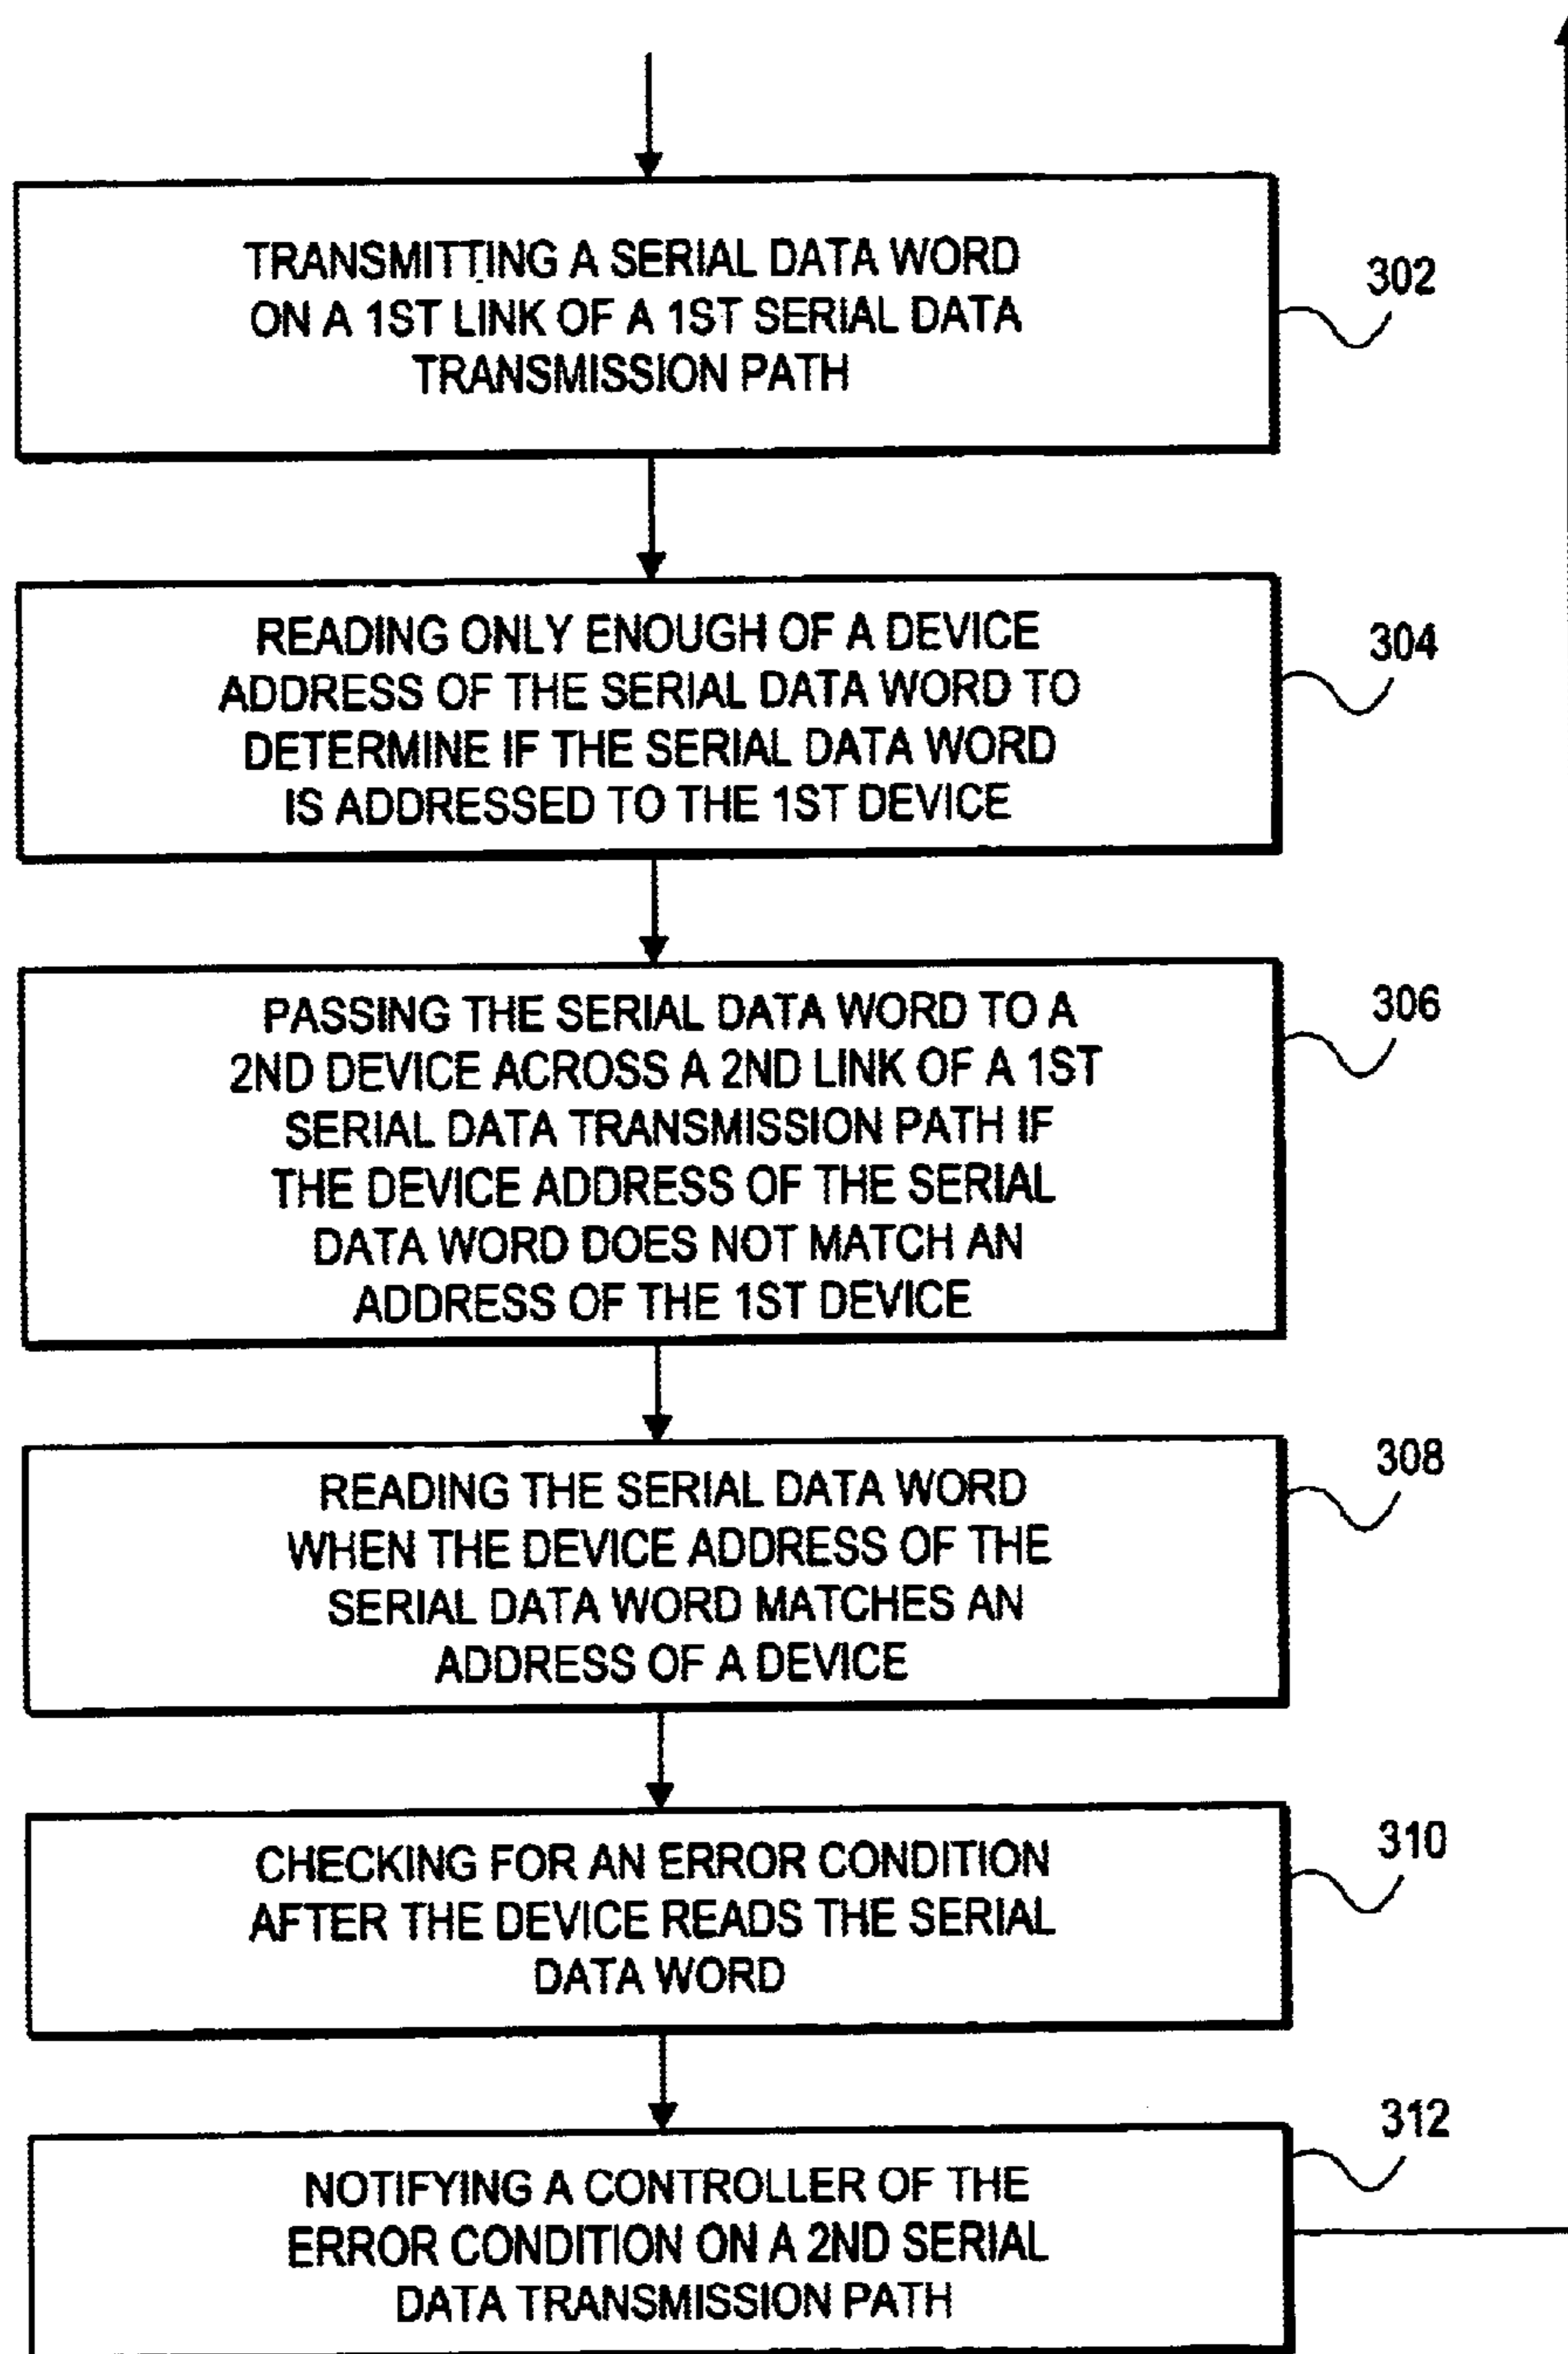 TRANSMITTING A SERIAL DATA WORD
ON A 1ST LINK OF A 1ST SERIAL DATA
TRANSMISSION PATH
302
READING ONLY ENOUGH OF A DEVICE
ADDRESS OF THE SERIAL DATA WORD TO
DETERMINE IF THE SERIAL DATA WORD
IS ADDRESSED TO THE 1ST DEVICE
304
PASSING THE SERIAL DATA WORD TO A
2ND DEVICE ACROSS A 2ND LINK OF A 1ST
SERIAL DATA TRANSMISSION PATH IF
THE DEVICE ADDRESS OF THE SERIAL
DATA WORD DOES NOT MATCH AN
ADDRESS OF THE 1ST DEVICE
306
READING THE SERIAL DATA WORD
WHEN THE DEVICE ADDRESS OF THE
SERIAL DATA WORD MATCHES AN
ADDRESS OF A DEVICE
308
CHECKING FOR AN ERROR CONDITION
AFTER THE DEVICE READS THE SERIAL
DATA WORD
310
NOTIFYING A CONTROLLER OF THE
ERROR CONDITION ON A 2ND SERIAL
DATA TRANSMISSION PATH
312